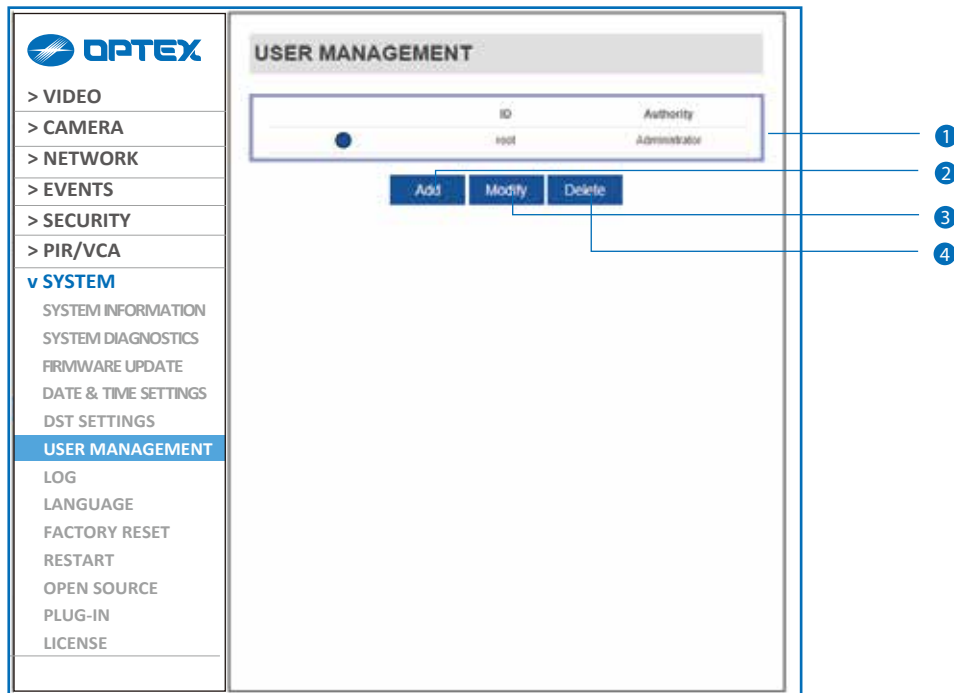 OPTEX
> VIDEO
> CAMERA
> NETWORK
> EVENTS
> SECURITY
> PIR/VCA
v SYSTEM
SYSTEM INFORMATION
SYSTEM DIAGNOSTICS
FIRMWARE UPDATE
DATE & TIME SETTINGS
DST SETTINGS
USER MANAGEMENT
LOG
LANGUAGE
FACTORY RESET
RESTART
OPEN SOURCE
PLUG-IN
LICENSE
USER MANAGEMENT
ID Authority
root Administrator
Add Modify Delete
1
2
3
4